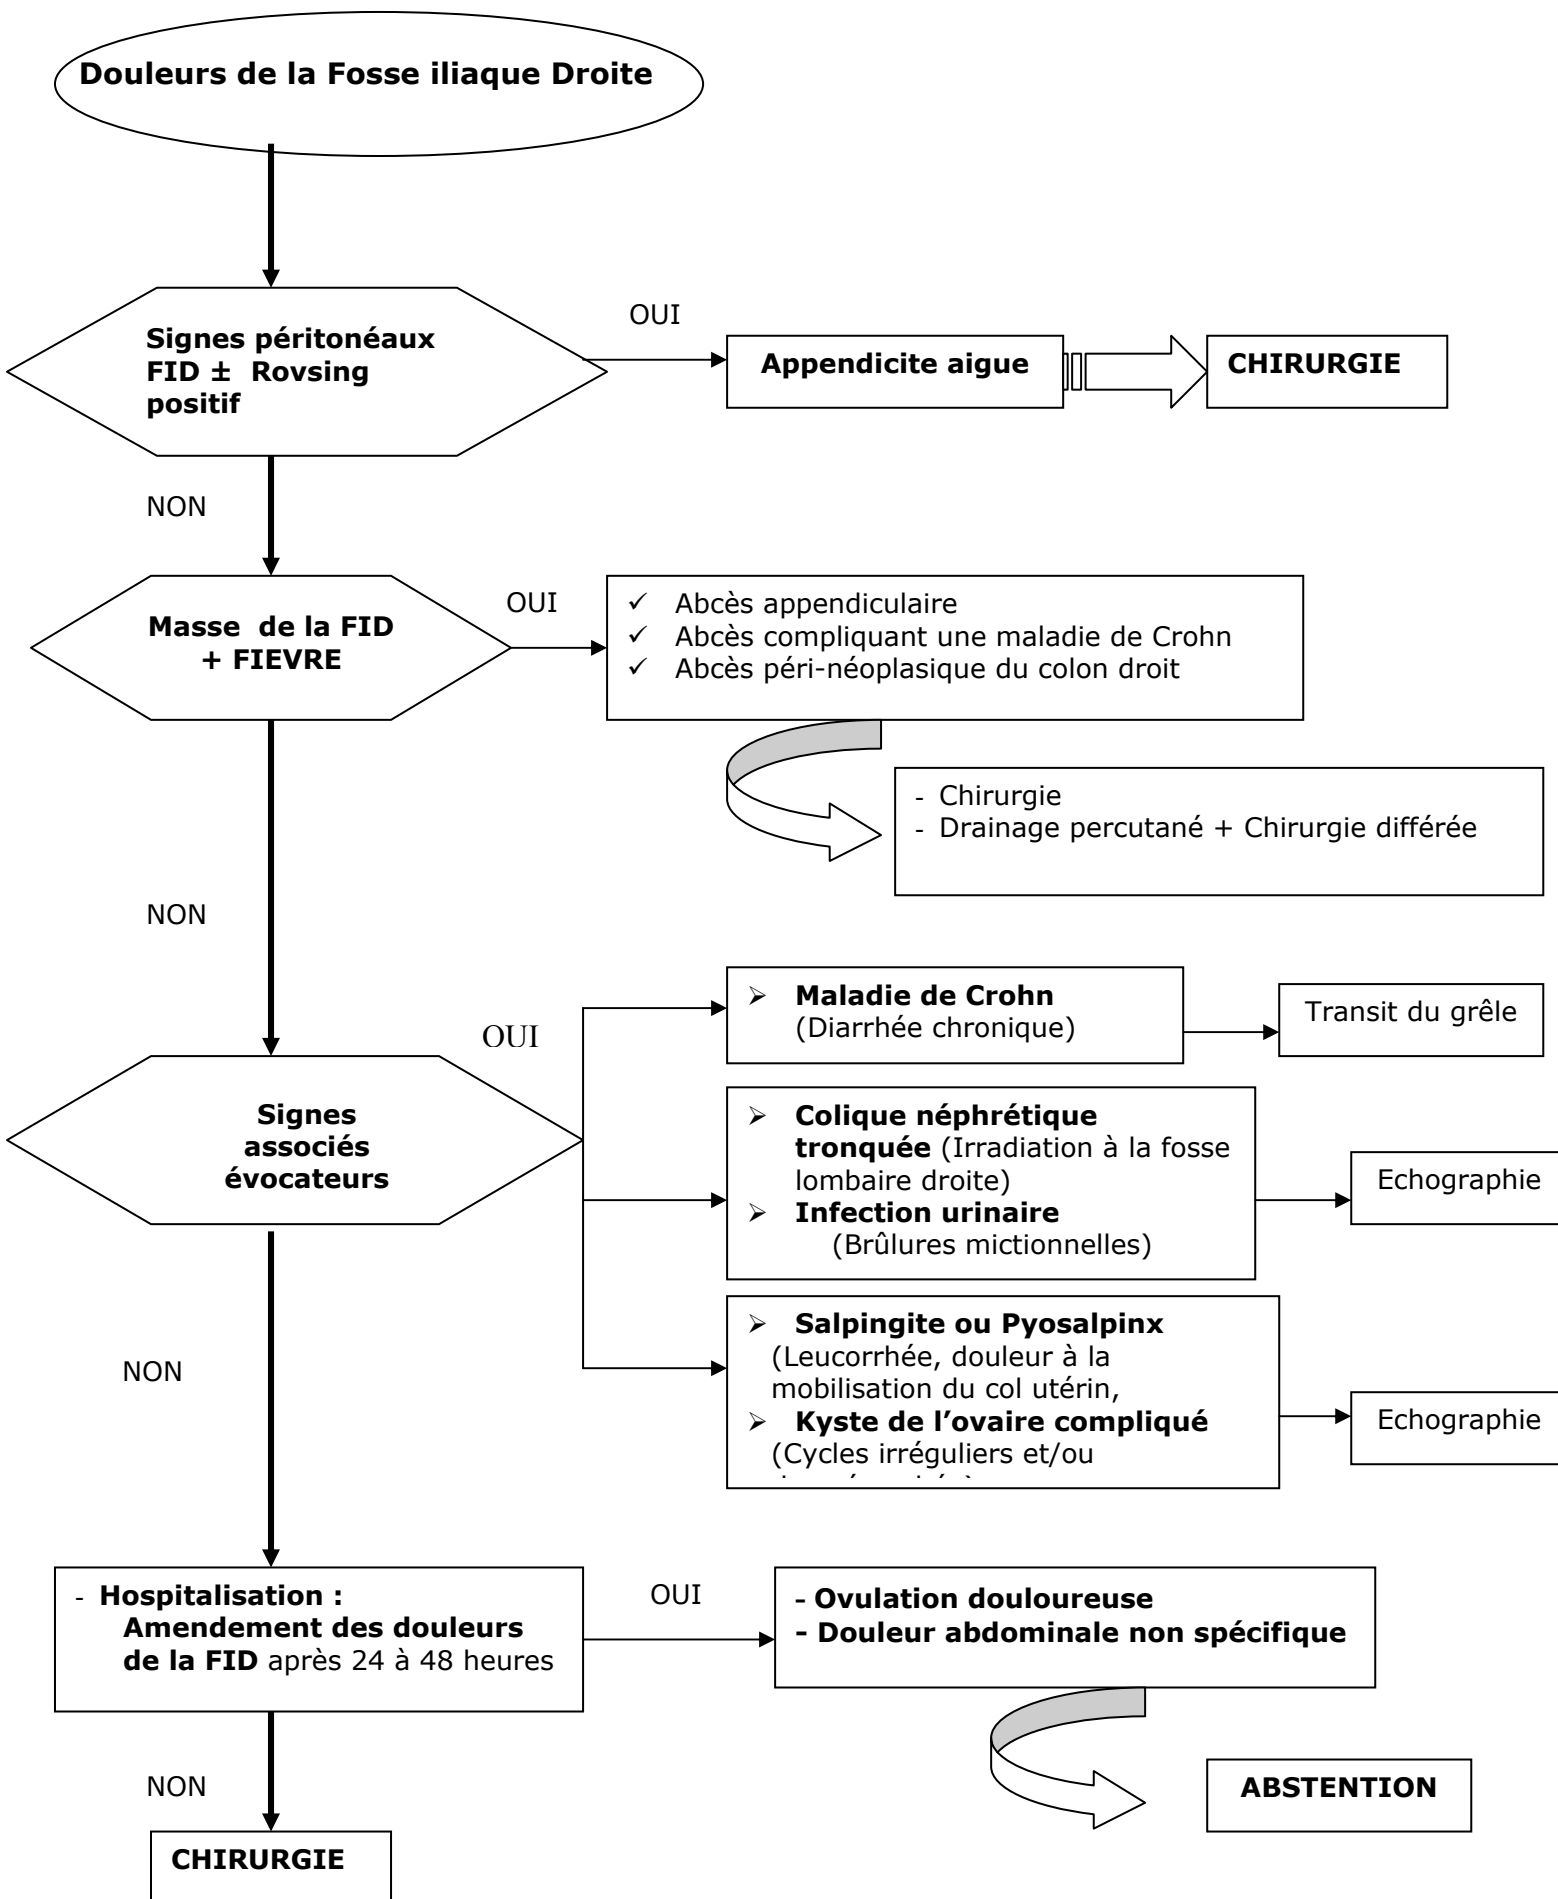 Douleurs de la Fosse iliaque Droite
OUI
Signes péritonéaux
FID ± Rovsing
positif
Appendicite aigue
CHIRURGIE
NON
OUI
Masse de la FID
+ FIEVRE
✓ Abcès appendiculaire
✓ Abcès compliquant une maladie de Crohn
✓ Abcès péri-néoplasique du colon droit
- Chirurgie
- Drainage percutané + Chirurgie différée
NON
OUI
Signes
associés
évocateurs
➢ Maladie de Crohn
(Diarrhée chronique)
Transit du grêle
➢ Colique néphrétique
tronquée (Irradiation à la fosse
lombaire droite)
➢ Infection urinaire
(Brûlures mictionnelles)
Echographie
➢ Salpingite ou Pyosalpinx
(Leucorrhée, douleur à la
mobilisation du col utérin,
➢ Kyste de l’ovaire compliqué
(Cycles irréguliers et/ou
Echographie
NON
- Hospitalisation :
Amendement des douleurs
de la FID après 24 à 48 heures
OUI
- Ovulation douloureuse
- Douleur abdominale non spécifique
ABSTENTION
NON
CHIRURGIE